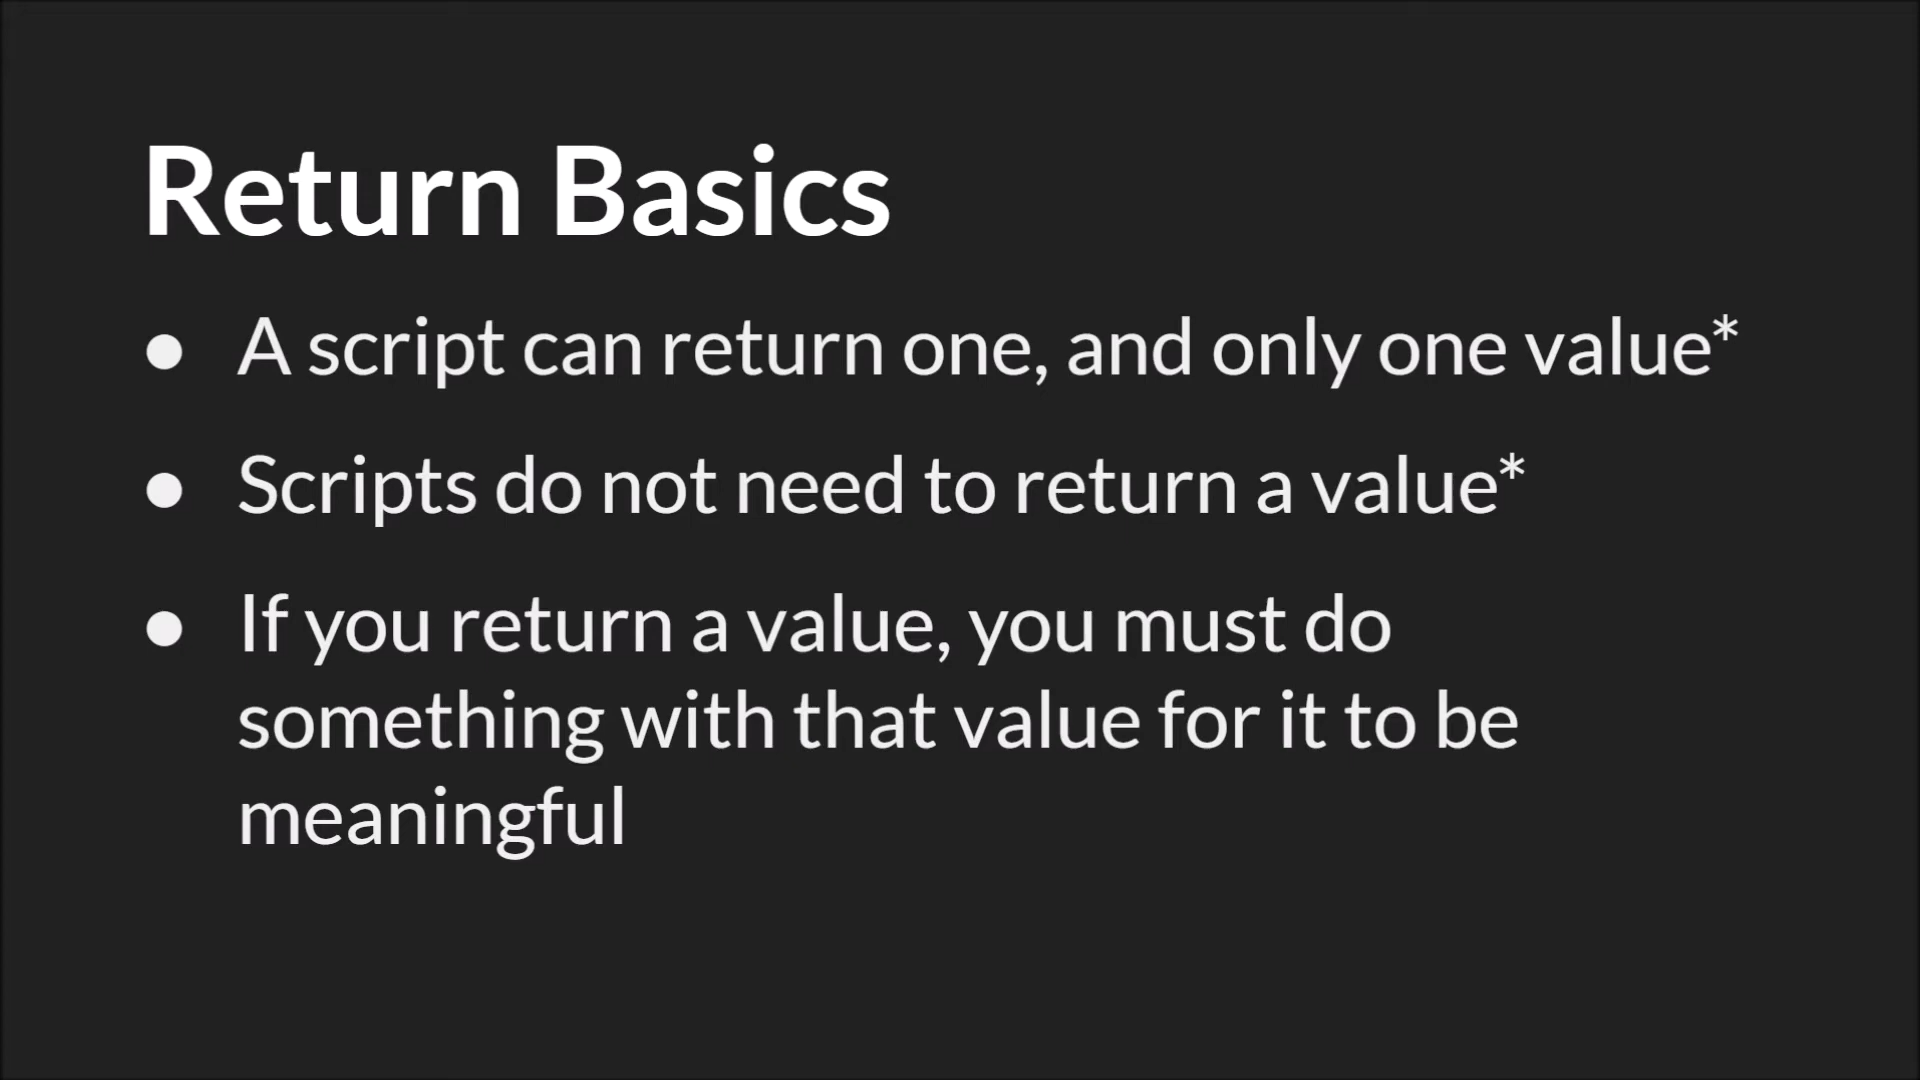 Return Basics
● A script can return one, and only one value*
● Scripts do not need to return a value*
● If you return a value, you must do
something with that value for it to be
meaningful